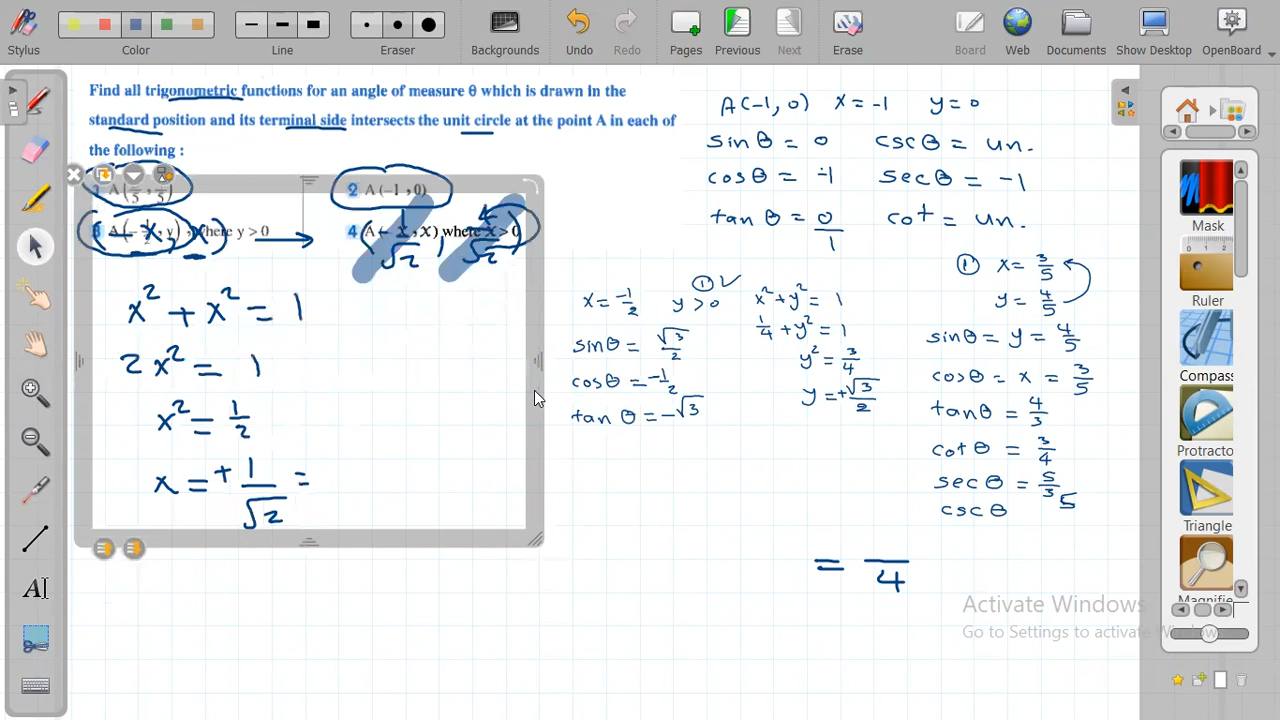 Stylus
Color
Line
Eraser
Backgrounds
Undo
Redo
Pages
Previous
Next
Erase
Board
Web
Documents
Show Desktop
OpenBoard
Find all trigonometric functions for an angle of measure θ which is drawn in the
standard position and its terminal side intersects the unit circle at the point A in each of
the following :
2 A(-1 , 0)
(-x, x) where y > 0
4 A - x , x) where x > 0
x² + x² = 1
2x² = 1
x² = 1/2
x = + 1/√2 =
A(-1, 0) x = -1 y = 0
sin θ = 0 csc θ = un.
cos θ = -1 sec θ = -1
tan θ = 0/1 cot = un.
x = -1/2 y > 0 ① ✓
sin θ = √3/2
cos θ = -1/2
tan θ = -√3
x² + y² = 1
1/4 + y² = 1
y² = 3/4
y = +√3/2
① x = 3/5
y = 4/5
sin θ = y = 4/5
cos θ = x = 3/5
tan θ = 4/3
cot θ = 3/4
sec θ = 5/3
csc θ
5
= — 4
Activate Windows
Go to Settings to activate Windows
Mask
Ruler
Compass
Protractor
Triangle